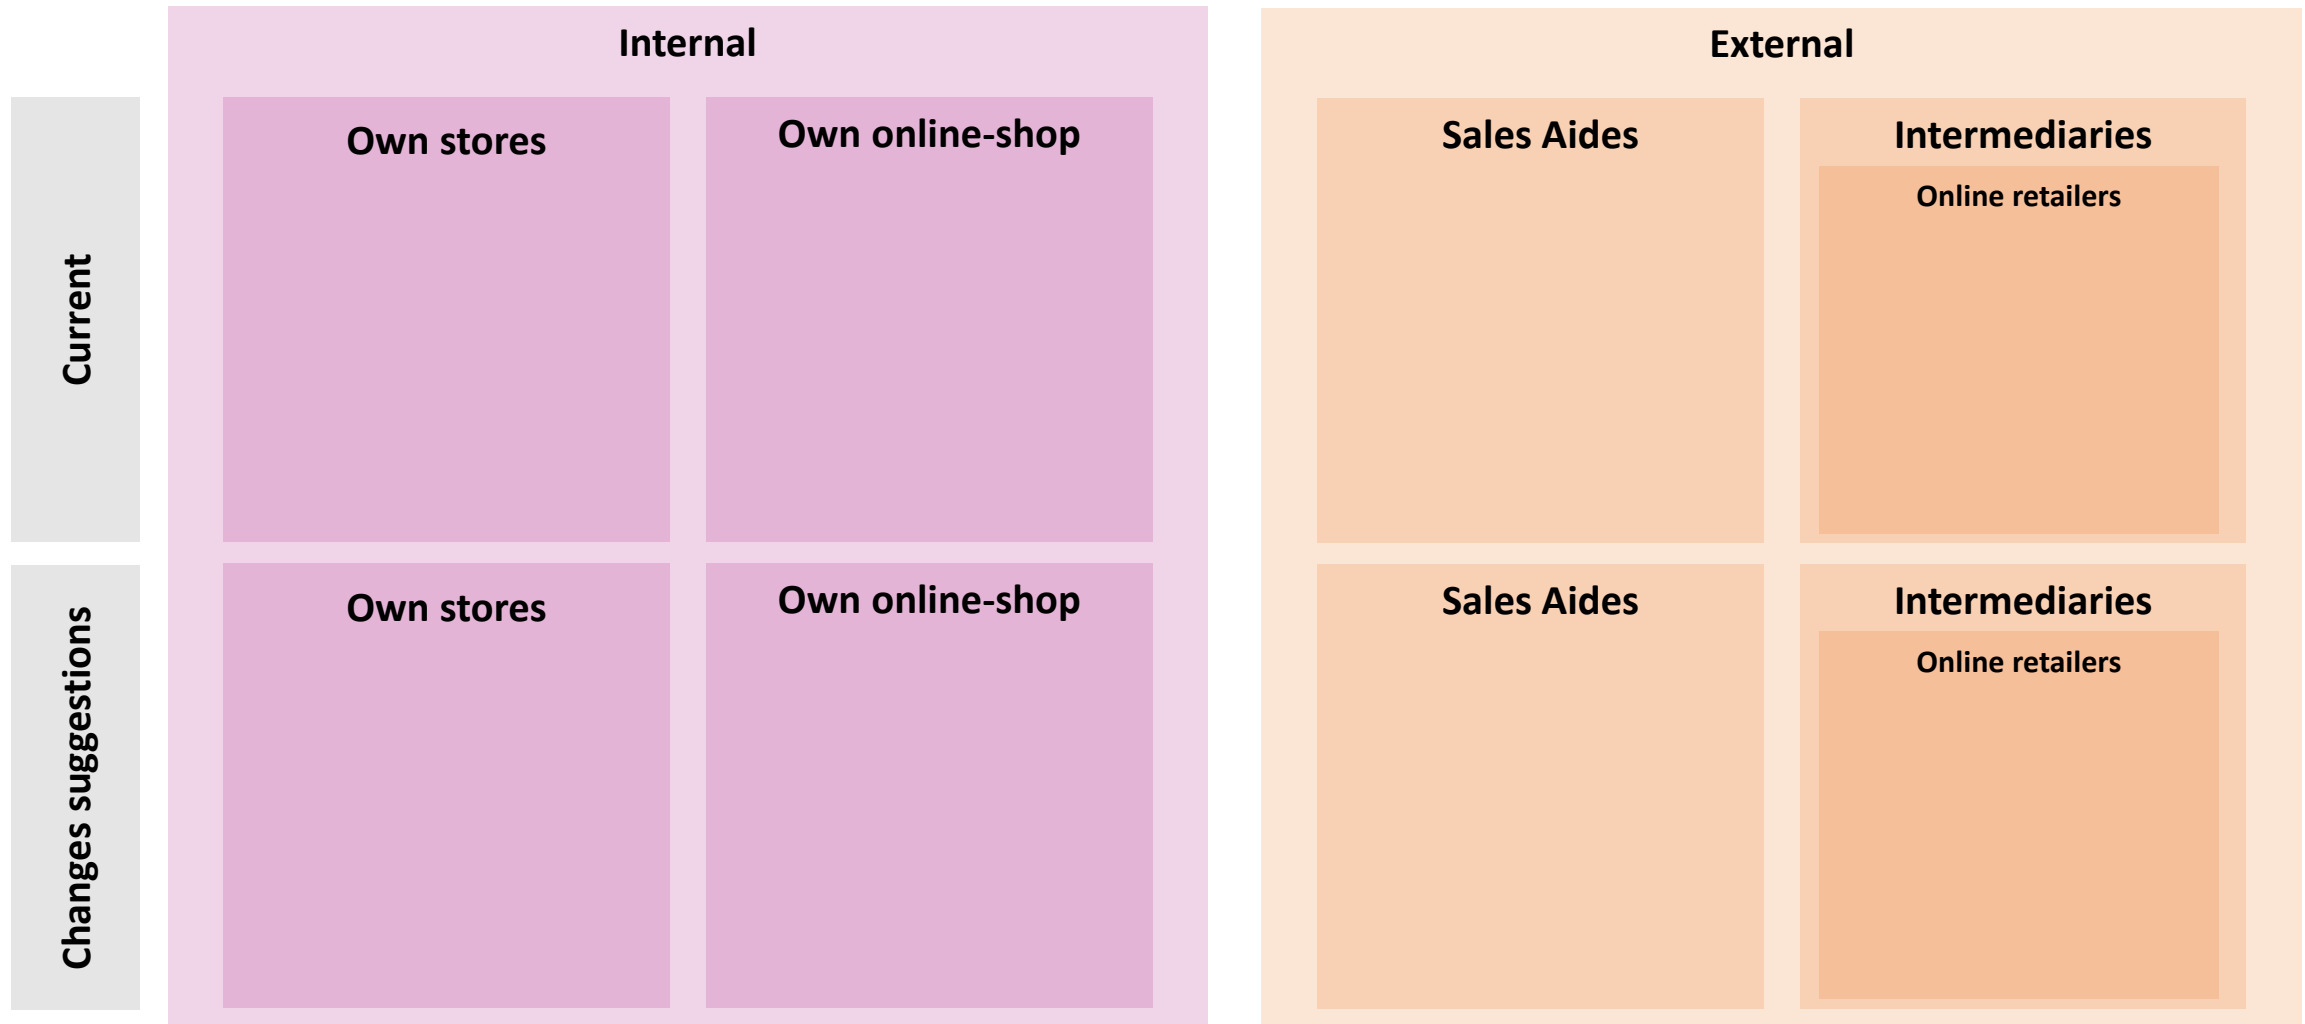 Internal
External
Current
Own stores
Own online-shop
Sales Aides
Intermediaries
Online retailers
Changes suggestions
Own stores
Own online-shop
Sales Aides
Intermediaries
Online retailers